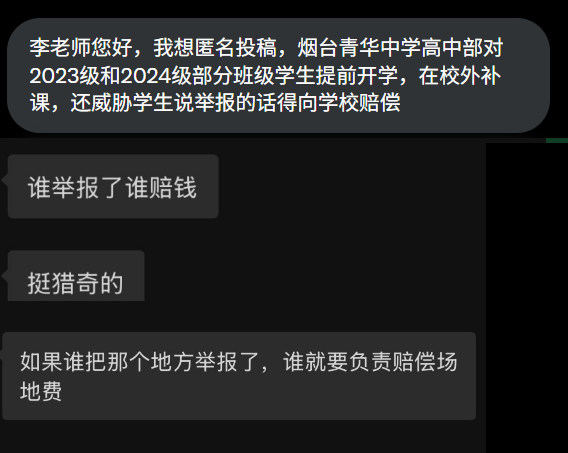 李老师您好，我想匿名投稿，烟台青华中学高中部对
2023级和2024级部分班级学生提前开学，在校外补
课，还威胁学生说举报的话得向学校赔偿
谁举报了谁赔钱
挺猎奇的
如果谁把那个地方举报了，谁就要负责赔偿场
地费